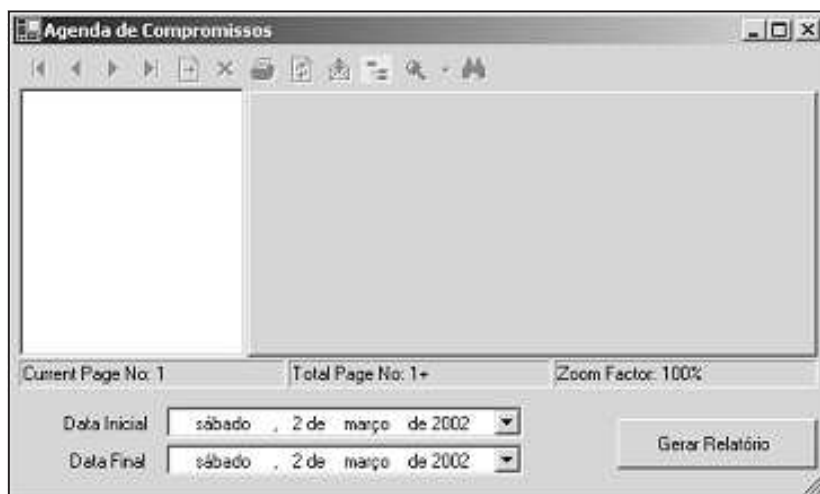 Agenda de Compromissos
Current Page No: 1 Total Page No: 1+ Zoom Factor: 100%
Data Inicial sábado , 2 de março de 2002
Data Final sábado , 2 de março de 2002
Gerar Relatório